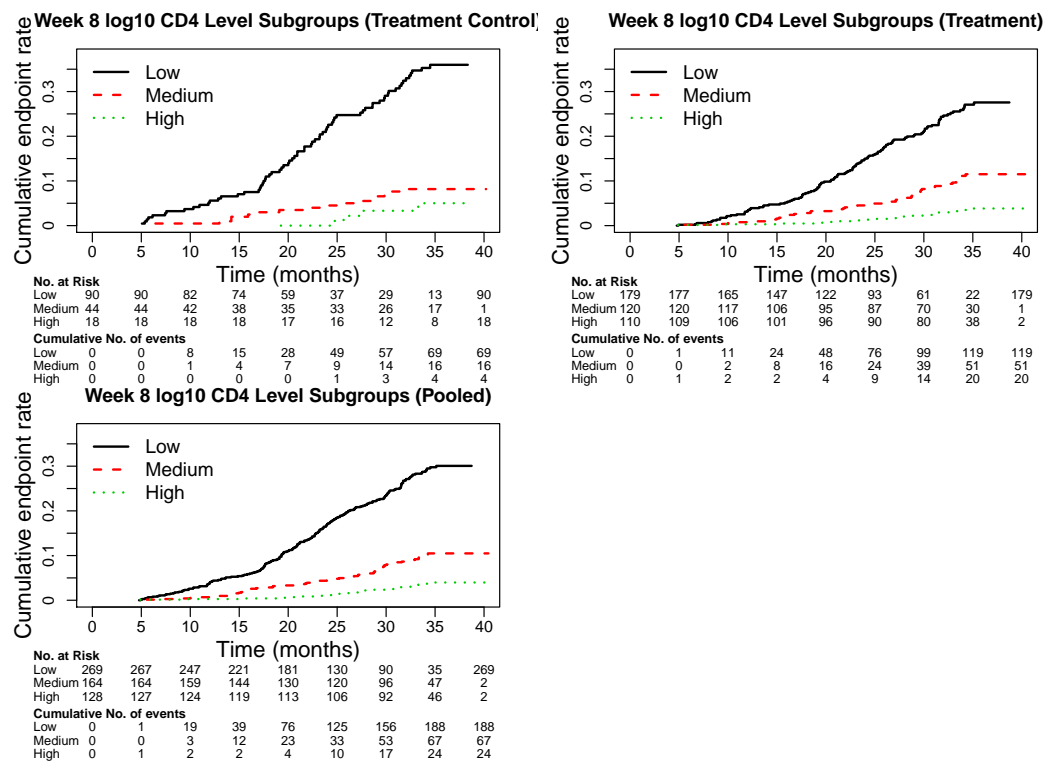 Week 8 log10 CD4 Level Subgroups (Treatment Control)
Cumulative endpoint rate
0 0.1 0.2 0.3
Low
Medium
High
0 5 10 15 20 25 30 35 40
Time (months)
No. at Risk
Low 90 90 82 74 59 37 29 13 90
Medium 44 44 42 38 35 33 26 17 1
High 18 18 18 18 17 16 12 8 18
Cumulative No. of events
Low 0 0 8 15 28 49 57 69 69
Medium 0 0 1 4 7 9 14 16 16
High 0 0 0 0 0 1 3 4 4
Week 8 log10 CD4 Level Subgroups (Treatment)
Cumulative endpoint rate
0 0.1 0.2 0.3
Low
Medium
High
0 5 10 15 20 25 30 35 40
Time (months)
No. at Risk
Low 179 177 165 147 122 93 61 22 179
Medium 120 120 117 106 95 87 70 30 1
High 110 109 106 101 96 90 80 38 2
Cumulative No. of events
Low 0 1 11 24 48 76 99 119 119
Medium 0 0 2 8 16 24 39 51 51
High 0 1 2 2 4 9 14 20 20
Week 8 log10 CD4 Level Subgroups (Pooled)
Cumulative endpoint rate
0 0.1 0.2 0.3
Low
Medium
High
0 5 10 15 20 25 30 35 40
Time (months)
No. at Risk
Low 269 267 247 221 181 130 90 35 269
Medium 164 164 159 144 130 120 96 47 2
High 128 127 124 119 113 106 92 46 2
Cumulative No. of events
Low 0 1 19 39 76 125 156 188 188
Medium 0 0 3 12 23 33 53 67 67
High 0 1 2 2 4 10 17 24 24